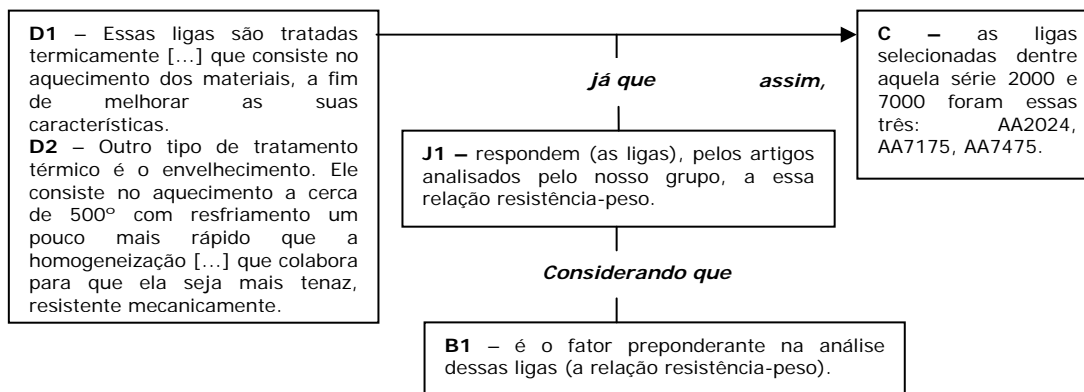 D1 – Essas ligas são tratadas
termicamente [...] que consiste no
aquecimento dos materiais, a fim
de melhorar as suas
características.
D2 – Outro tipo de tratamento
térmico é o envelhecimento. Ele
consiste no aquecimento a cerca
de 500º com resfriamento um
pouco mais rápido que a
homogeneização [...] que colabora
para que ela seja mais tenaz,
resistente mecanicamente.
já que assim,
C – as ligas
selecionadas dentre
aquela série 2000 e
7000 foram essas
três: AA2024,
AA7175, AA7475.
J1 – respondem (as ligas), pelos artigos
analisados pelo nosso grupo, a essa
relação resistência-peso.
Considerando que
B1 – é o fator preponderante na análise
dessas ligas (a relação resistência-peso).